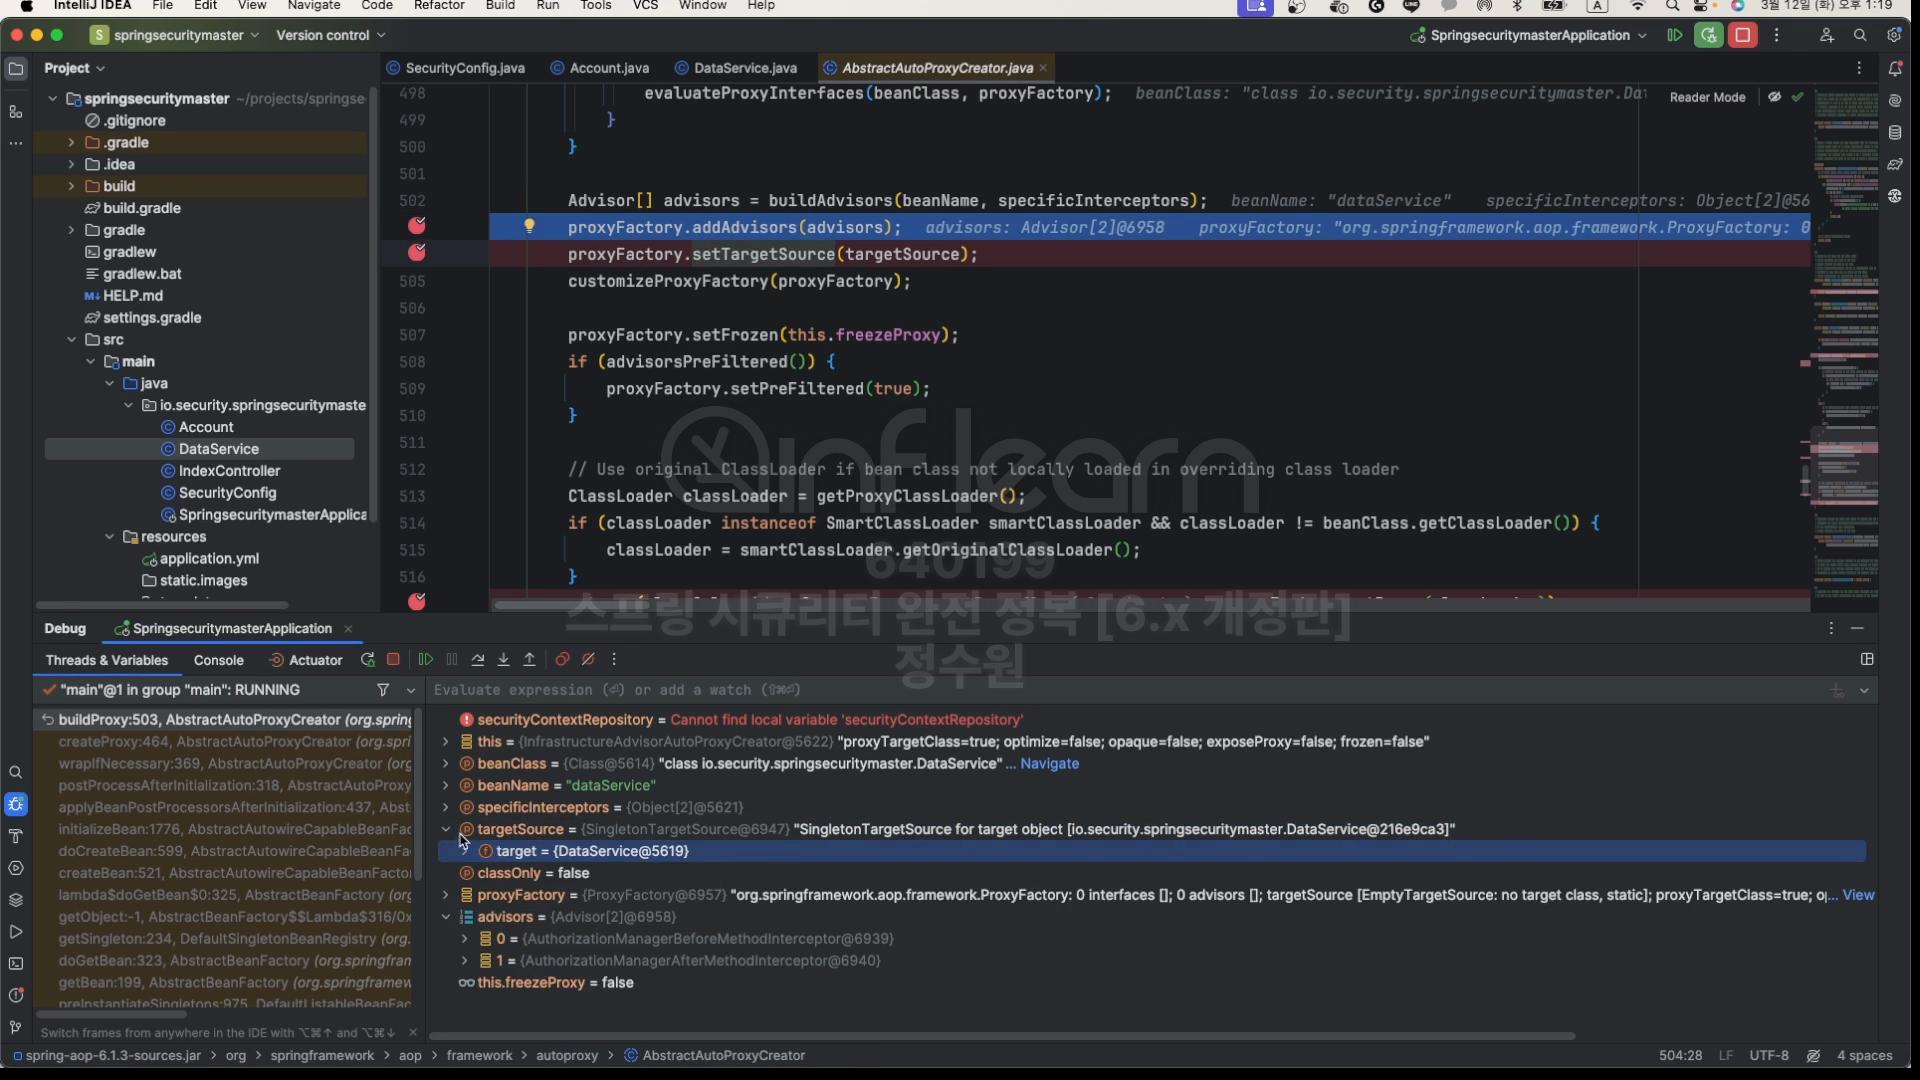 IntelliJ IDEA File Edit View Navigate Code Refactor Build Run Tools VCS Window Help A 3월 12일 (화) 오후 1:19
S springsecuritymaster Version control SpringsecuritymasterApplication
Project
SecurityConfig.java Account.java DataService.java AbstractAutoProxyCreator.java
springsecuritymaster ~/projects/springse
.gitignore
.gradle
.idea
build
build.gradle
gradle
gradlew
gradlew.bat
HELP.md
settings.gradle
src
main
java
io.security.springsecuritymaste
Account
DataService
IndexController
SecurityConfig
SpringsecuritymasterApplica
resources
application.yml
static.images
Reader Mode
498 evaluateProxyInterfaces(beanClass, proxyFactory); beanClass: "class io.security.springsecuritymaster.Dat
499 }
500 }
501
502 Advisor[] advisors = buildAdvisors(beanName, specificInterceptors); beanName: "dataService" specificInterceptors: Object[2]@56
proxyFactory.addAdvisors(advisors); advisors: Advisor[2]@6958 proxyFactory: "org.springframework.aop.framework.ProxyFactory: 0
proxyFactory.setTargetSource(targetSource);
505 customizeProxyFactory(proxyFactory);
506
507 proxyFactory.setFrozen(this.freezeProxy);
508 if (advisorsPreFiltered()) {
509 proxyFactory.setPreFiltered(true);
510 }
511
512 // Use original ClassLoader if bean class not locally loaded in overriding class loader
513 ClassLoader classLoader = getProxyClassLoader();
514 if (classLoader instanceof SmartClassLoader smartClassLoader && classLoader != beanClass.getClassLoader()) {
515 classLoader = smartClassLoader.getOriginalClassLoader();
516 }
inflearn
640199
스프링 시큐리티 완전 정복 [6.x 개정판]
정수원
Debug SpringsecuritymasterApplication
Threads & Variables Console Actuator
"main"@1 in group "main": RUNNING
Evaluate expression (⏎) or add a watch (⇧⌘⏎)
buildProxy:503, AbstractAutoProxyCreator (org.spring
createProxy:464, AbstractAutoProxyCreator (org.spri
wrapIfNecessary:369, AbstractAutoProxyCreator (org.
postProcessAfterInitialization:318, AbstractAutoProxy
applyBeanPostProcessorsAfterInitialization:437, Abst
initializeBean:1776, AbstractAutowireCapableBeanFac
doCreateBean:599, AbstractAutowireCapableBeanFa
createBean:521, AbstractAutowireCapableBeanFactor
lambda$doGetBean$0:325, AbstractBeanFactory (org.
getObject:-1, AbstractBeanFactory$$Lambda$316/0x
getSingleton:234, DefaultSingletonBeanRegistry (org.
doGetBean:323, AbstractBeanFactory (org.springfram
getBean:199, AbstractBeanFactory (org.springframew
preInstantiateSingletons:975, DefaultListableBeanFac
securityContextRepository = Cannot find local variable 'securityContextRepository'
this = {InfrastructureAdvisorAutoProxyCreator@5622} "proxyTargetClass=true; optimize=false; opaque=false; exposeProxy=false; frozen=false"
beanClass = {Class@5614} "class io.security.springsecuritymaster.DataService" ... Navigate
beanName = "dataService"
specificInterceptors = {Object[2]@5621}
targetSource = {SingletonTargetSource@6947} "SingletonTargetSource for target object [io.security.springsecuritymaster.DataService@216e9ca3]"
target = {DataService@5619}
classOnly = false
proxyFactory = {ProxyFactory@6957} "org.springframework.aop.framework.ProxyFactory: 0 interfaces []; 0 advisors []; targetSource [EmptyTargetSource: no target class, static]; proxyTargetClass=true; o|... View
advisors = {Advisor[2]@6958}
0 = {AuthorizationManagerBeforeMethodInterceptor@6939}
1 = {AuthorizationManagerAfterMethodInterceptor@6940}
this.freezeProxy = false
Switch frames from anywhere in the IDE with ⌥⌘↑ and ⌥⌘↓
spring-aop-6.1.3-sources.jar > org > springframework > aop > framework > autoproxy > AbstractAutoProxyCreator 504:28 LF UTF-8 4 spaces